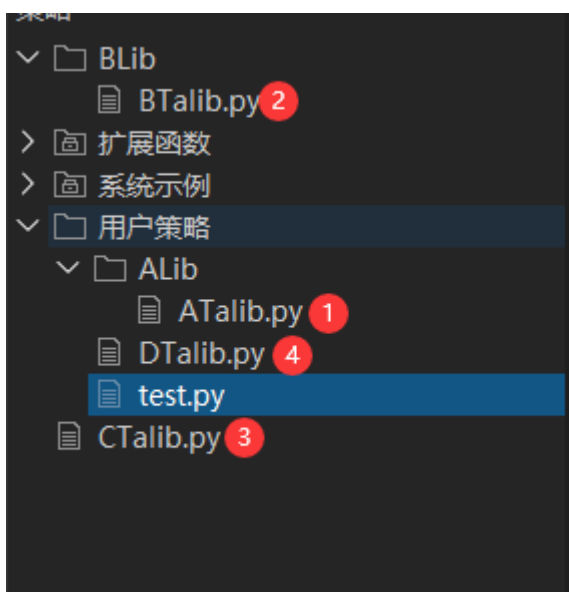 策略
BLib
BTalib.py 2
扩展函数
系统示例
用户策略
ALib
ATalib.py 1
DTalib.py 4
test.py
CTalib.py 3